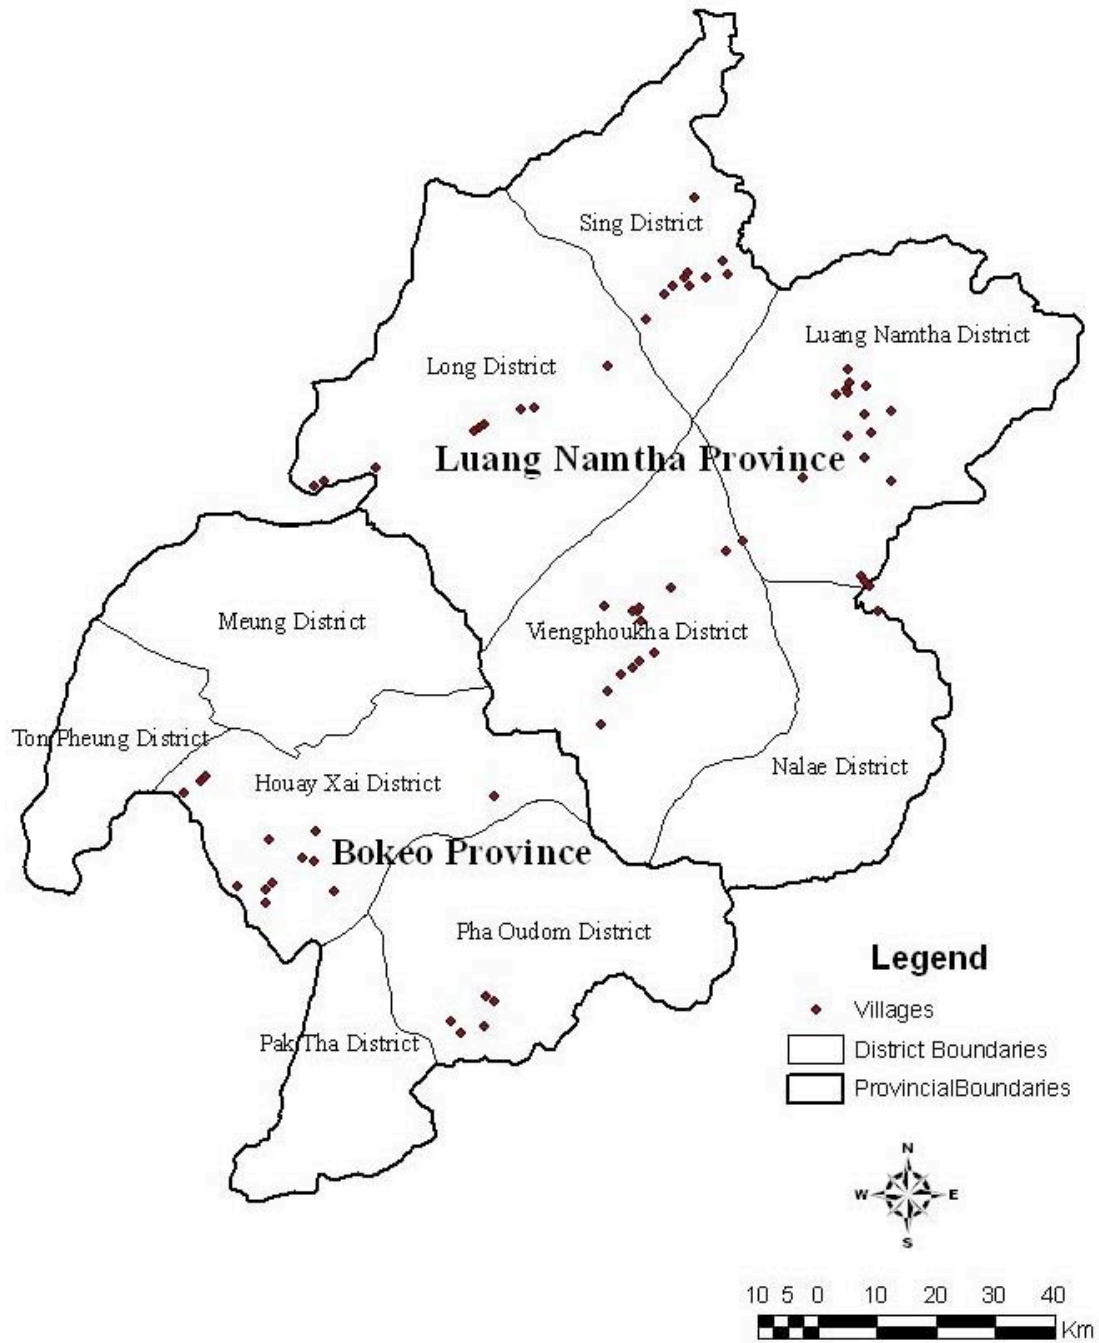 Sing District
Luang Namtha District
Long District
Luang Namtha Province
Meung District
Viengphoukha District
Ton Pheung District
Nalae District
Houay Xai District
Bokeo Province
Pha Oudom District
Legend
Villages
Pak Tha District
District Boundaries
ProvincialBoundaries
N
W E
S
10 5 0 10 20 30 40
Km